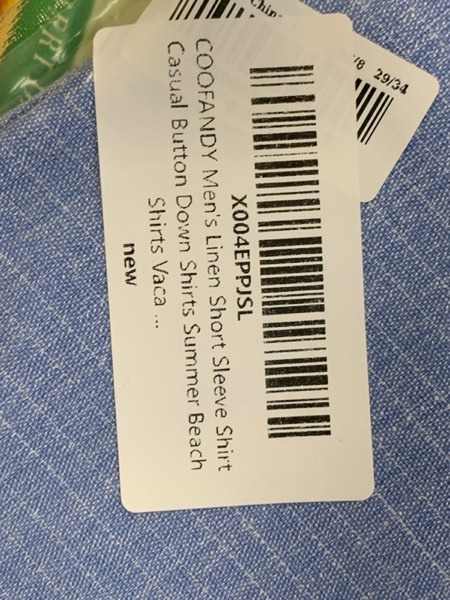 X004EPPJSL
COOFANDY Men's Linen Short Sleeve Shirt
Casual Button Down Shirts Summer Beach
Shirts Vaca ...
new
29/34